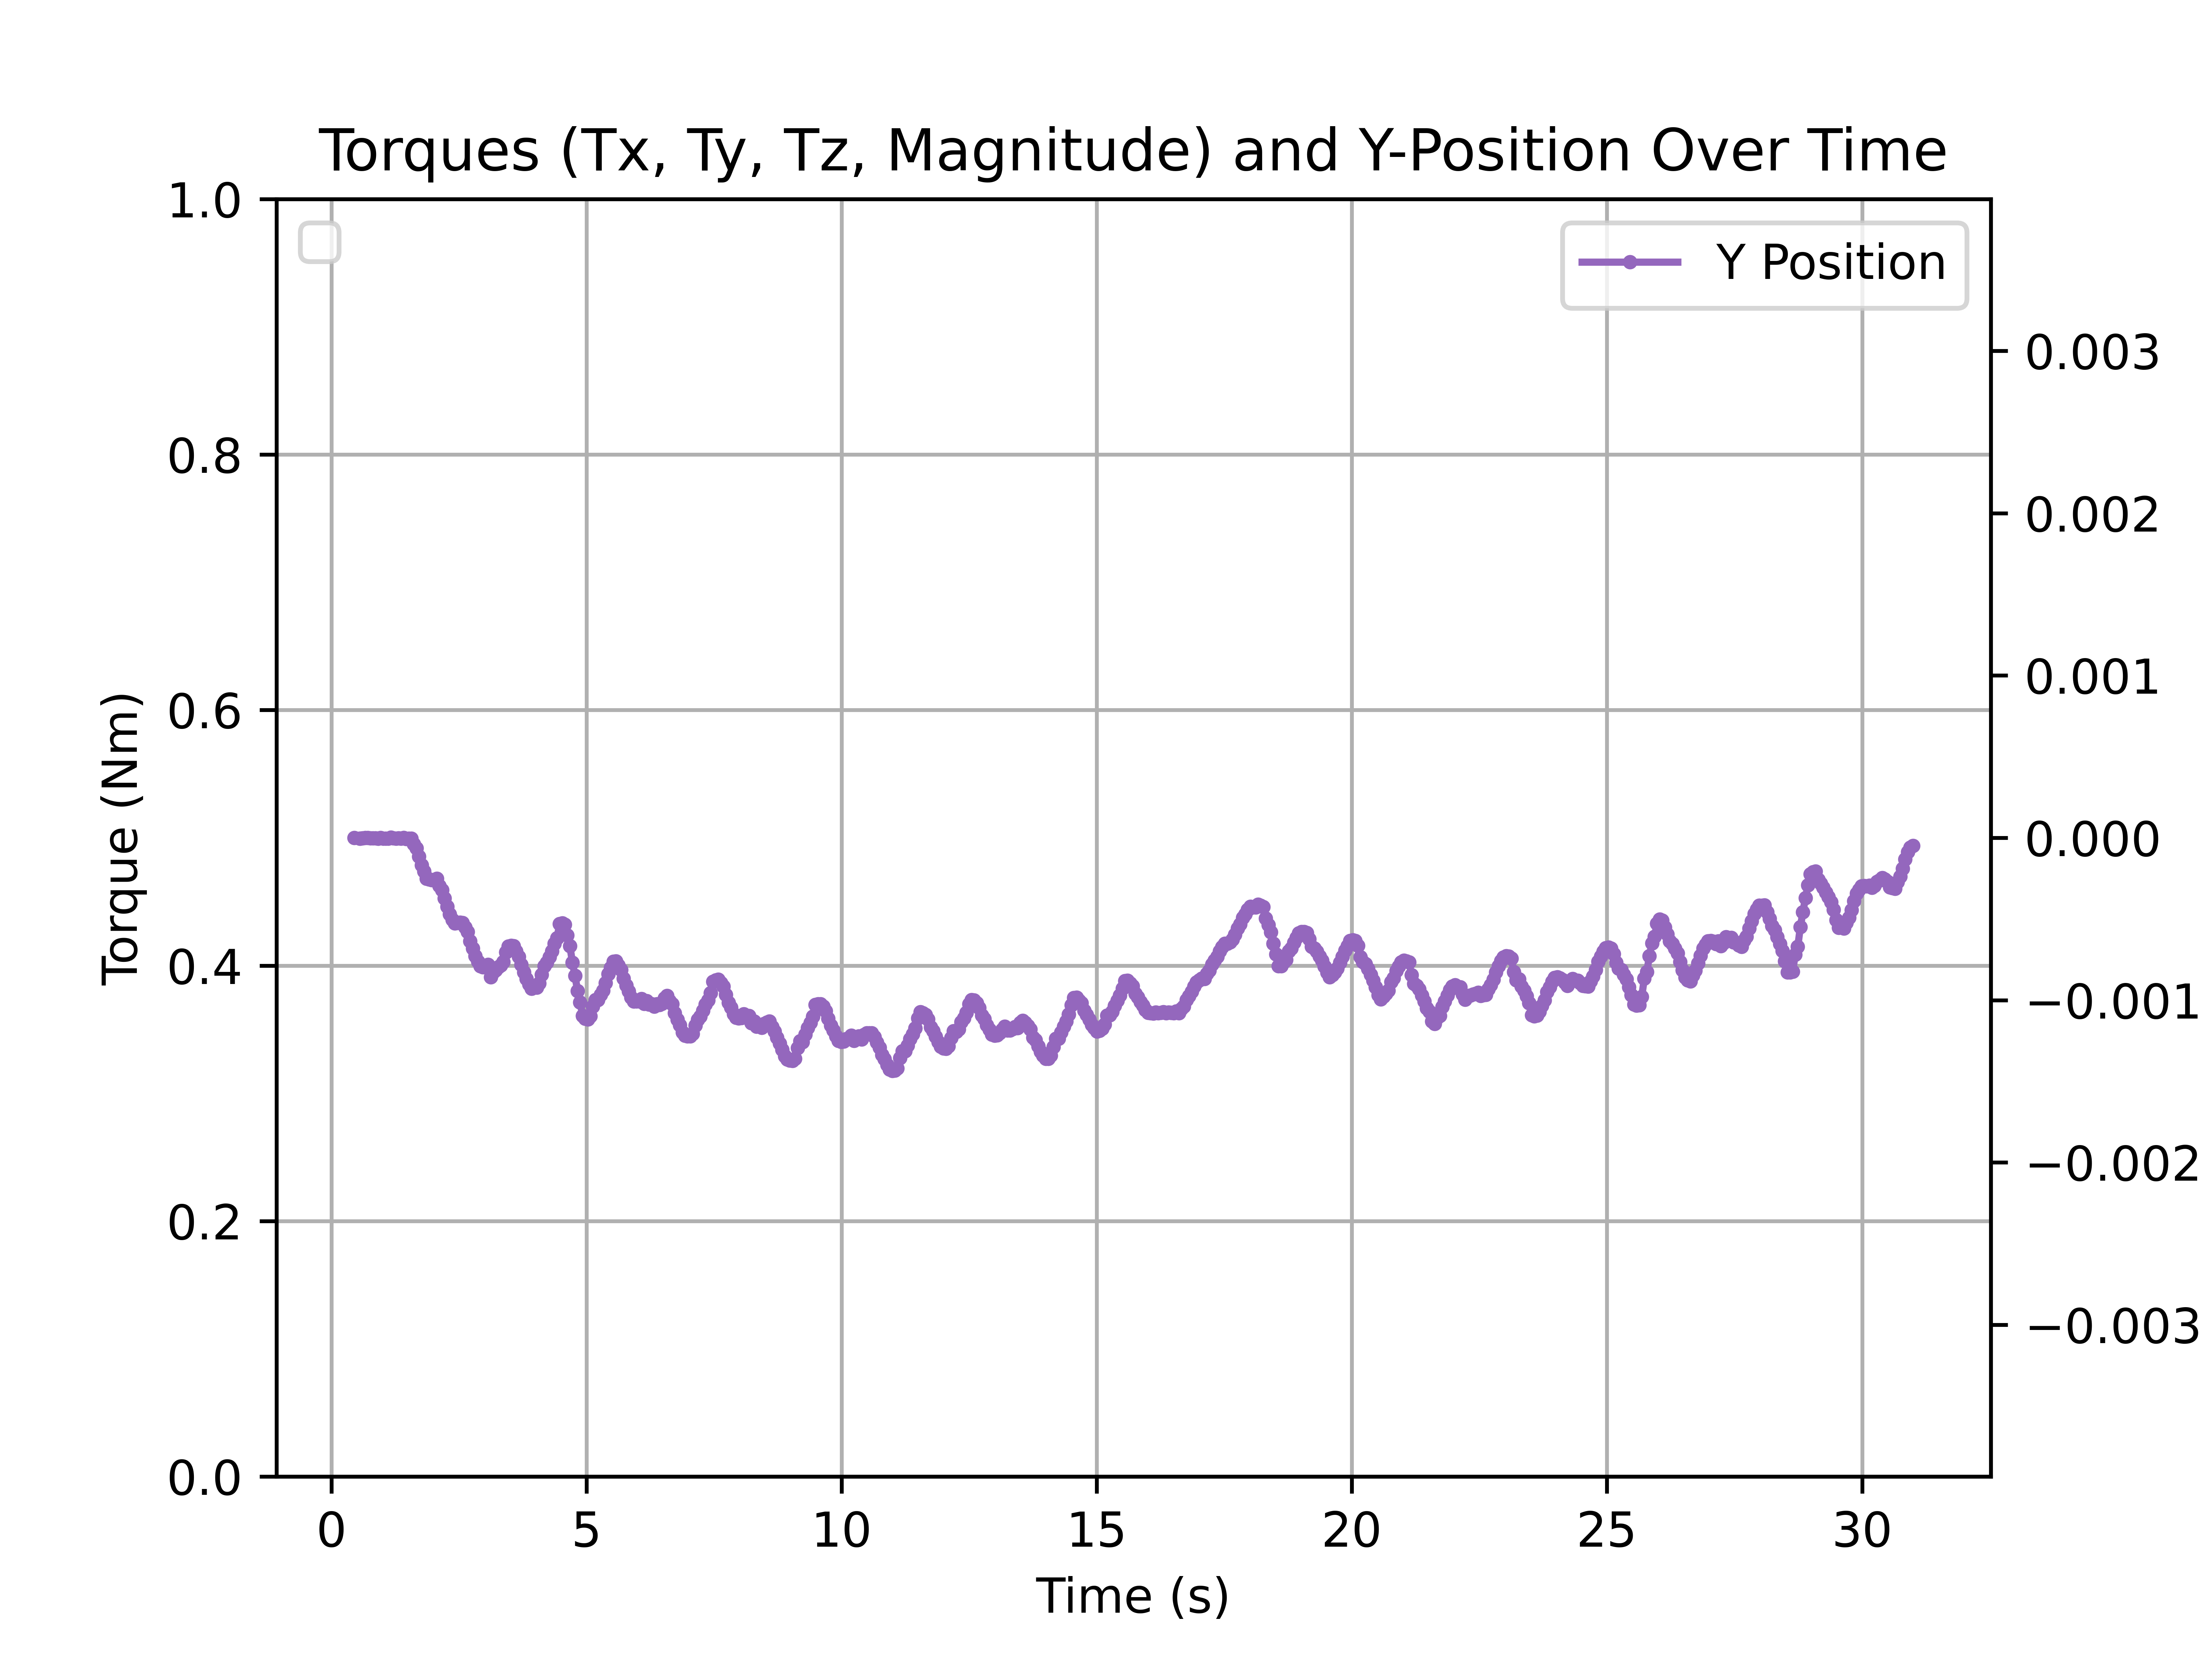 Torques (Tx, Ty, Tz, Magnitude) and Y-Position Over Time
Y Position
1.0
0.8
0.6
0.4
0.2
0.0
Torque (Nm)
0.003
0.002
0.001
0.000
−0.001
−0.002
−0.003
0 5 10 15 20 25 30
Time (s)